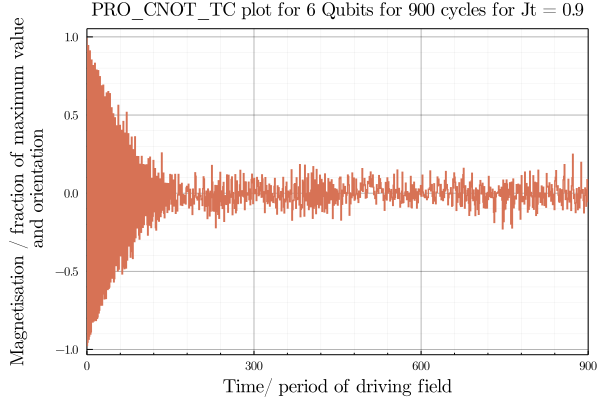 PRO_CNOT_TC plot for 6 Qubits for 900 cycles for Jt = 0.9
Magnetisation / fraction of maximum value
and orientation
1.0
0.5
0.0
−0.5
−1.0
0
300
600
900
Time/ period of driving field